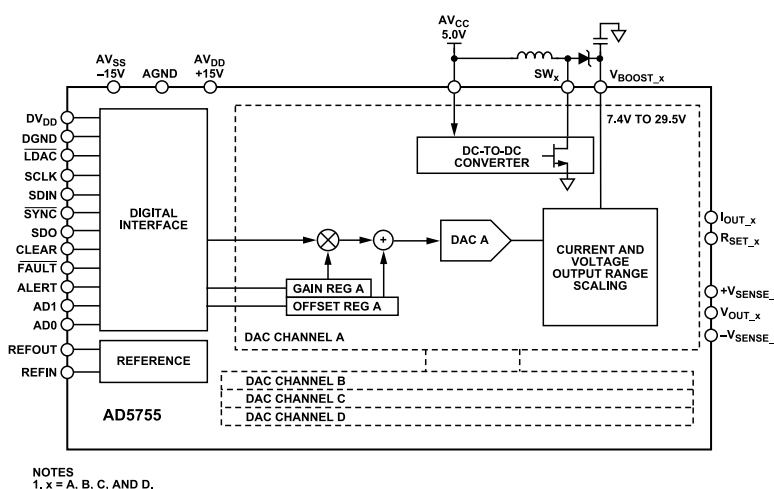 AVSS
–15V
AGND
AVDD
+15V
AVCC
5.0V
SWx
VBOOST_x
DVDD
DGND
LDAC
SCLK
SDIN
SYNC
SDO
CLEAR
FAULT
ALERT
AD1
AD0
REFOUT
REFIN
DIGITAL
INTERFACE
REFERENCE
AD5755
7.4V TO 29.5V
DC-TO-DC
CONVERTER
+
DAC A
GAIN REG A
OFFSET REG A
CURRENT AND
VOLTAGE
OUTPUT RANGE
SCALING
DAC CHANNEL A
DAC CHANNEL B
DAC CHANNEL C
DAC CHANNEL D
IOUT_x
RSET_x
+VSENSE_
VOUT_x
–VSENSE_
NOTES
1. x = A, B, C, AND D.